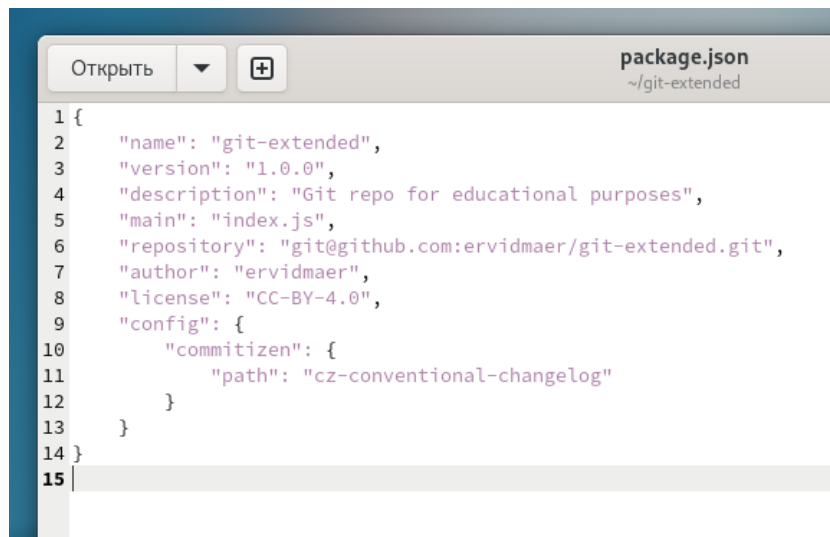 Открыть
package.json
~/git-extended
1 {
2     "name": "git-extended",
3     "version": "1.0.0",
4     "description": "Git repo for educational purposes",
5     "main": "index.js",
6     "repository": "git@github.com:ervidmaer/git-extended.git",
7     "author": "ervidmaer",
8     "license": "CC-BY-4.0",
9     "config": {
10         "commitizen": {
11             "path": "cz-conventional-changelog"
12         }
13     }
14 }
15